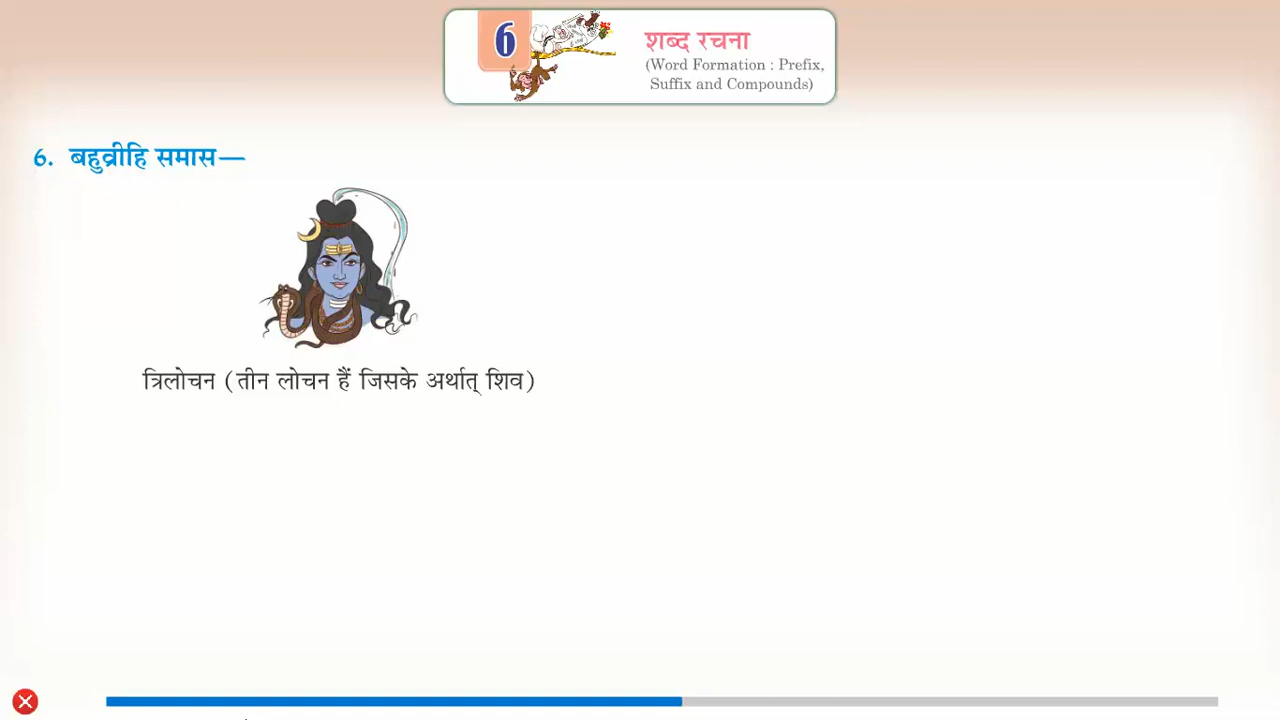 6
शब्द रचना
(Word Formation : Prefix,
Suffix and Compounds)
6. बहुव्रीहि समास—
त्रिलोचन (तीन लोचन हैं जिसके अर्थात् शिव)